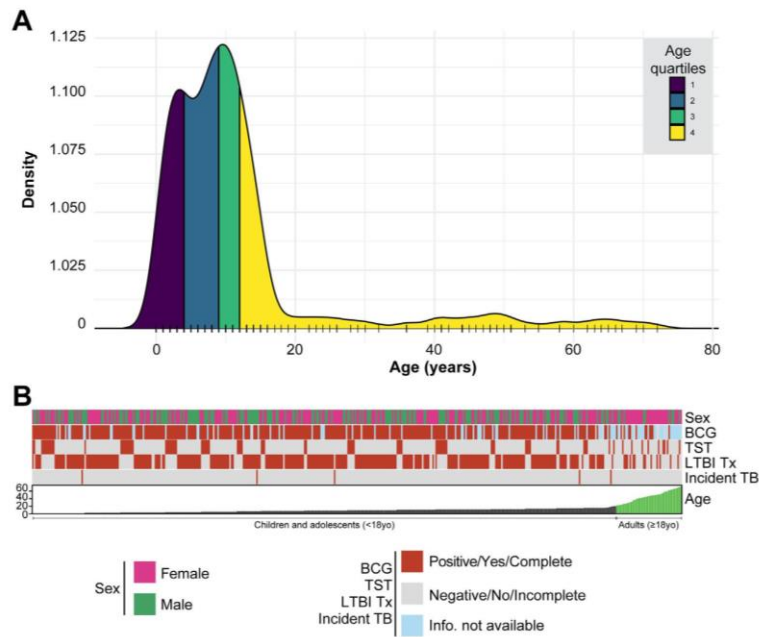 A
1.125
1.100
1.075
1.050
1.025
0
Density
0 20 40 60 80
Age (years)
Age
quartiles
1
2
3
4
B
Sex
BCG
TST
LTBI Tx
Incident TB
Age
60
40
20
0
Children and adolescents (<18yo) Adults (≥18yo)
Sex
Female
Male
BCG
TST
LTBI Tx
Incident TB
Positive/Yes/Complete
Negative/No/Incomplete
Info. not available